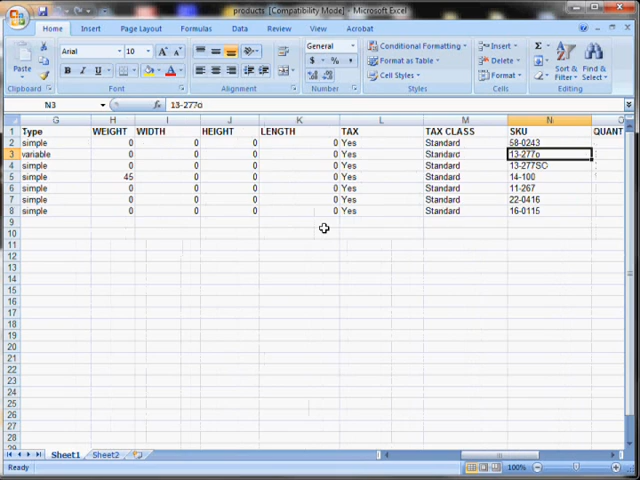 products [Compatibility Mode] - Microsoft Excel
Home Insert Page Layout Formulas Data Review View Acrobat
Paste
Clipboard
Arial 10
B I U
Font
Alignment
General
$ % ,
Number
Conditional Formatting
Format as Table
Cell Styles
Styles
Insert
Delete
Format
Cells
Σ
Sort & Filter
Find & Select
Editing
N3 fx 13-277o
G H I J K L M N O
1 Type WEIGHT WIDTH HEIGHT LENGTH TAX TAX CLASS SKU QUANT
2 simple 0 0 0 0 Yes Standard 58-0243
3 variable 0 0 0 0 Yes Standard 13-277o
4 simple 0 0 0 0 Yes Standard 13-277SC
5 simple 45 0 0 0 Yes Standard 14-100
6 simple 0 0 0 0 Yes Standard 11-267
7 simple 0 0 0 0 Yes Standard 22-0416
8 simple 0 0 0 0 Yes Standard 16-0115
9
10
11
12
13
14
15
16
17
18
19
20
21
22
23
24
25
26
27
28
29
Sheet1 Sheet2
Ready 100%